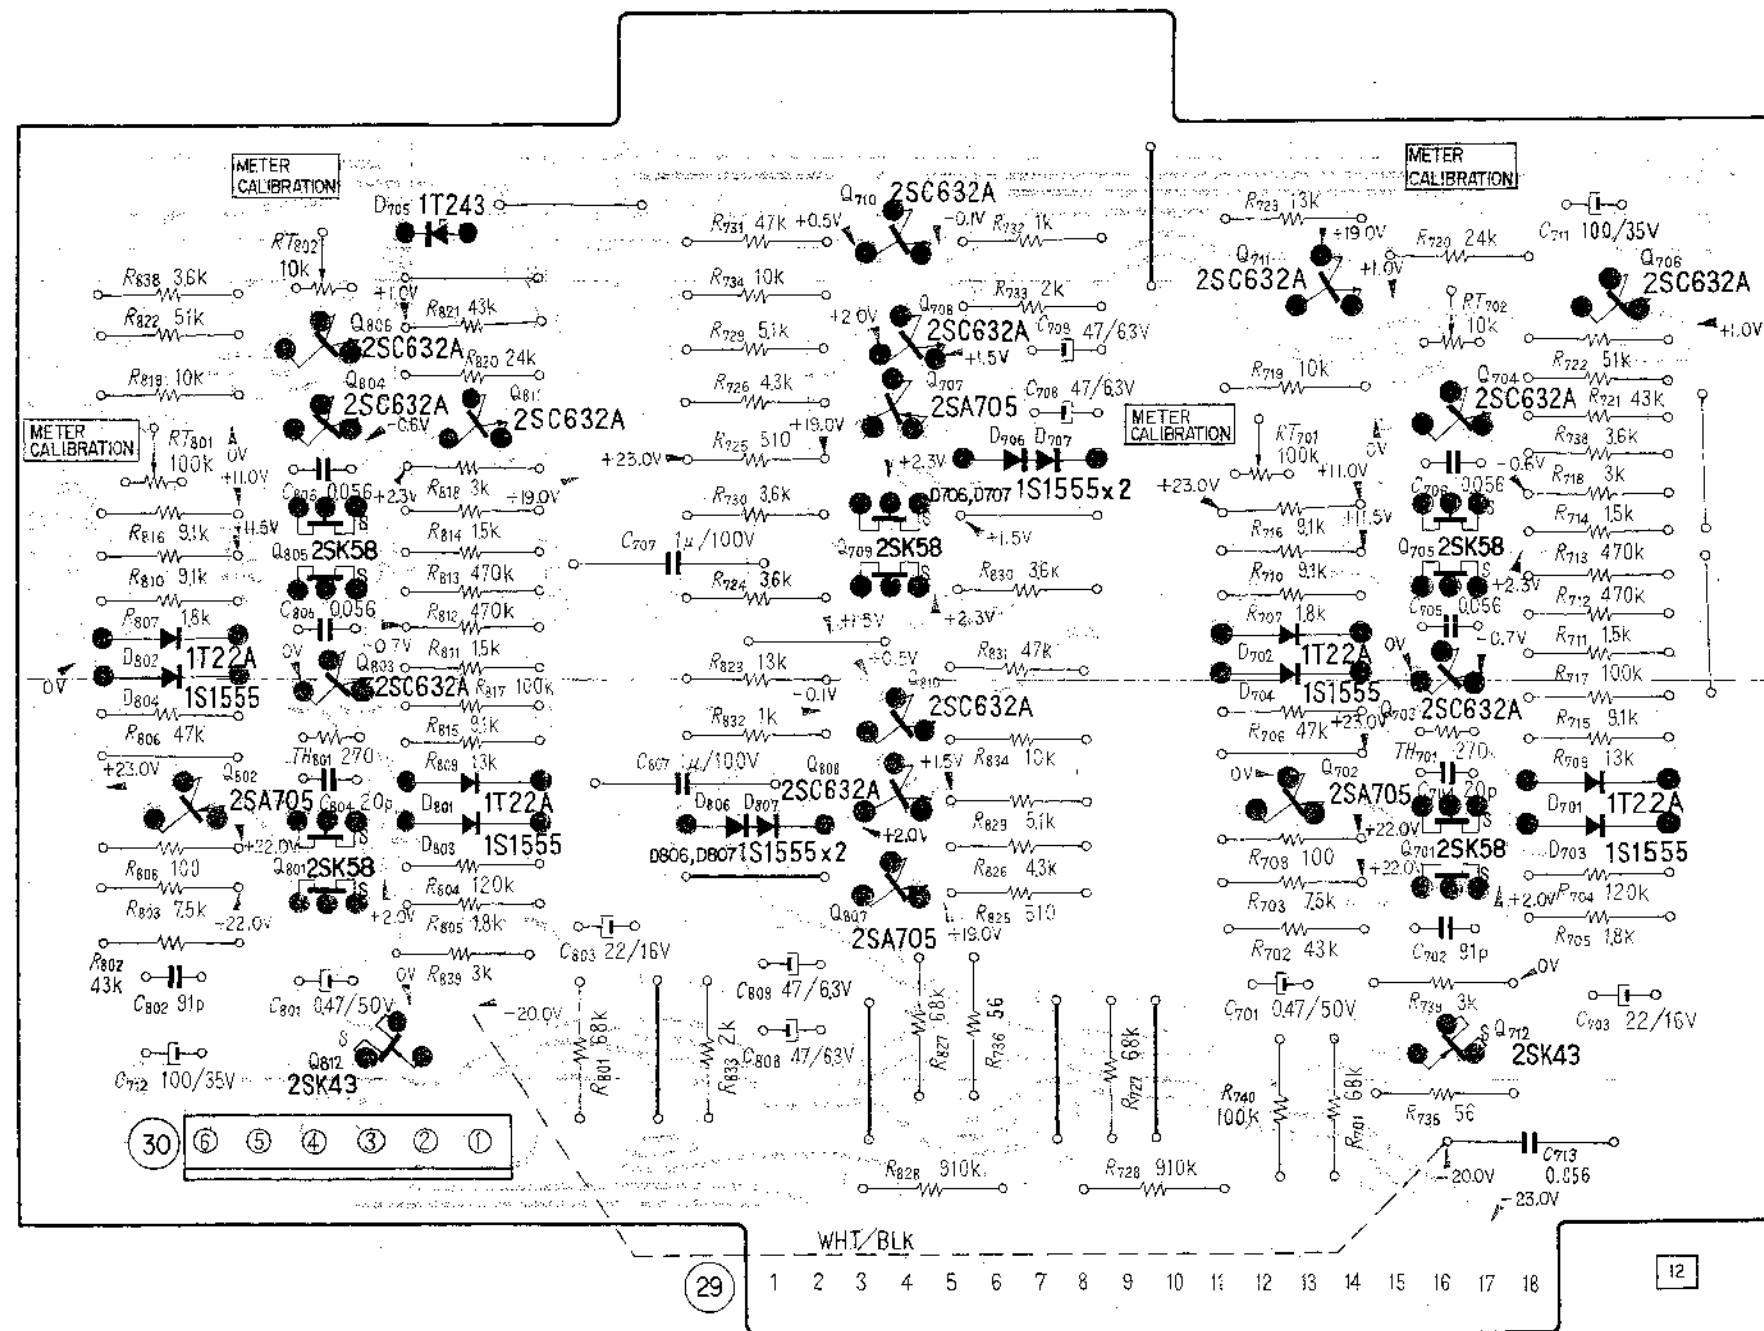 METER CALIBRATION
METER CALIBRATION
D705 1T243
Q710 2SC632A
R723 13k
C711 100/35V
RT802 10k
R731 47k
+0.5V
-0.1V
R732 1k
+19.0V
R720 24k
R838 3.6k
+1.0V
R734 10k
Q711 2SC632A
+1.0V
Q706 2SC632A
R822 51k
R821 43k
R733 2k
RT702 10k
Q806 2SC632A
+2.0V
Q708 2SC632A
C709 47/6.3V
+1.0V
R729 5.1k
+1.5V
R820 24k
R722 51k
R819 10k
Q804 2SC632A
Q811 2SC632A
R726 4.3k
Q707 2SA705
C708 47/6.3V
R719 10k
Q704 2SC632A
R721 43k
METER CALIBRATION
METER CALIBRATION
RT801 100k
0V
-0.6V
R725 510
+19.0V
D706 D707
RT701 100k
0V
R738 3.6k
+11.0V
+23.0V
+2.3V
+11.0V
-0.6V
C806 0.056
+2.3V
R818 3k
+19.0V
R730 3.6k
D706, D707 1S1555x2
+23.0V
C706 0.056
R718 3k
R816 9.1k
+11.5V
R814 1.5k
+1.5V
R716 9.1k
+11.5V
R714 1.5k
Q805 2SK58
C707 1μ/100V
Q709 2SK58
Q705 2SK58
R810 9.1k
R813 470k
R724 3.6k
R830 3.6k
R710 9.1k
+2.3V
R713 470k
R807 1.8k
C805 0.056
R812 470k
+1.5V
+2.3V
R707 1.8k
C705 0.056
R712 470k
D802 1T22A
0V
-0.7V
R811 1.5k
D702 1T22A
0V
-0.7V
R711 1.5k
0V
Q803 2SC632A
R823 13k
+0.5V
R831 47k
D804 1S1555
R817 100k
-0.1V
Q810 2SC632A
D704 1S1555
Q703 2SC632A
R717 100k
R806 47k
R815 9.1k
R832 1k
R706 47k
+23.0V
R715 9.1k
+23.0V
TH801 270
R809 13k
C807 1μ/100V
R834 10k
TH701 270
R709 13k
Q802 2SA705
C804 20p
D801 1T22A
Q808 2SC632A
+1.5V
0V
Q702 2SA705
C704 20p
D701 1T22A
D806 D807
R829 5.1k
+22.0V
D803 1S1555
D806, D807 1S1555x2
+2.0V
+22.0V
D703 1S1555
R808 100
Q801 2SK58
R708 100
Q701 2SK58
R803 7.5k
R804 120k
R826 4.3k
+22.0V
R704 120k
+22.0V
+2.0V
R805 1.8k
Q807 2SA705
R825 510
R703 7.5k
+2.0V
R705 1.8k
R802 43k
C803 22/16V
+19.0V
R702 43k
C702 91p
C802 91p
C801 0.47/50V
0V
R839 3k
C809 47/6.3V
R827 68k
R736 56
C701 0.47/50V
R739 3k
0V
C703 22/16V
-20.0V
C712 100/35V
Q812 2SK43
R801 68k
R833 2k
C808 47/6.3V
R727 68k
R740 100k
R701 68k
Q712 2SK43
R735 56
30 ⑥ ⑤ ④ ③ ② ①
R828 910k
R728 910k
-20.0V
C713 0.056
-23.0V
WHT/BLK
29 1 2 3 4 5 6 7 8 9 10 11 12 13 14 15 16 17 18
12